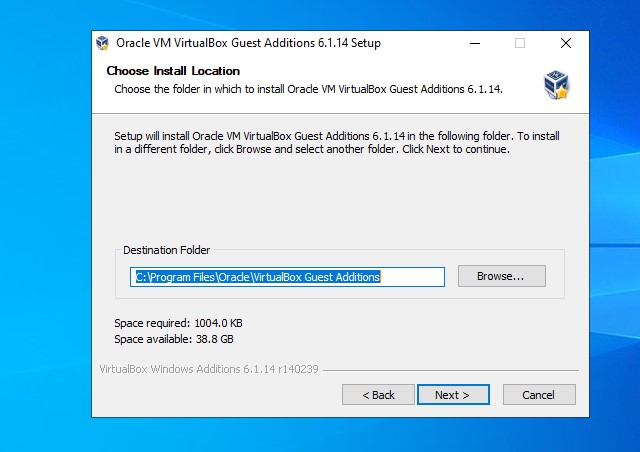 Oracle VM VirtualBox Guest Additions 6.1.14 Setup
Choose Install Location
Choose the folder in which to install Oracle VM VirtualBox Guest Additions 6.1.14.
Setup will install Oracle VM VirtualBox Guest Additions 6.1.14 in the following folder. To install
in a different folder, click Browse and select another folder. Click Next to continue.
Destination Folder
C:\Program Files\Oracle\VirtualBox Guest Additions
Browse...
Space required: 1004.0 KB
Space available: 38.8 GB
VirtualBox Windows Additions 6.1.14 r140239
< Back
Next >
Cancel